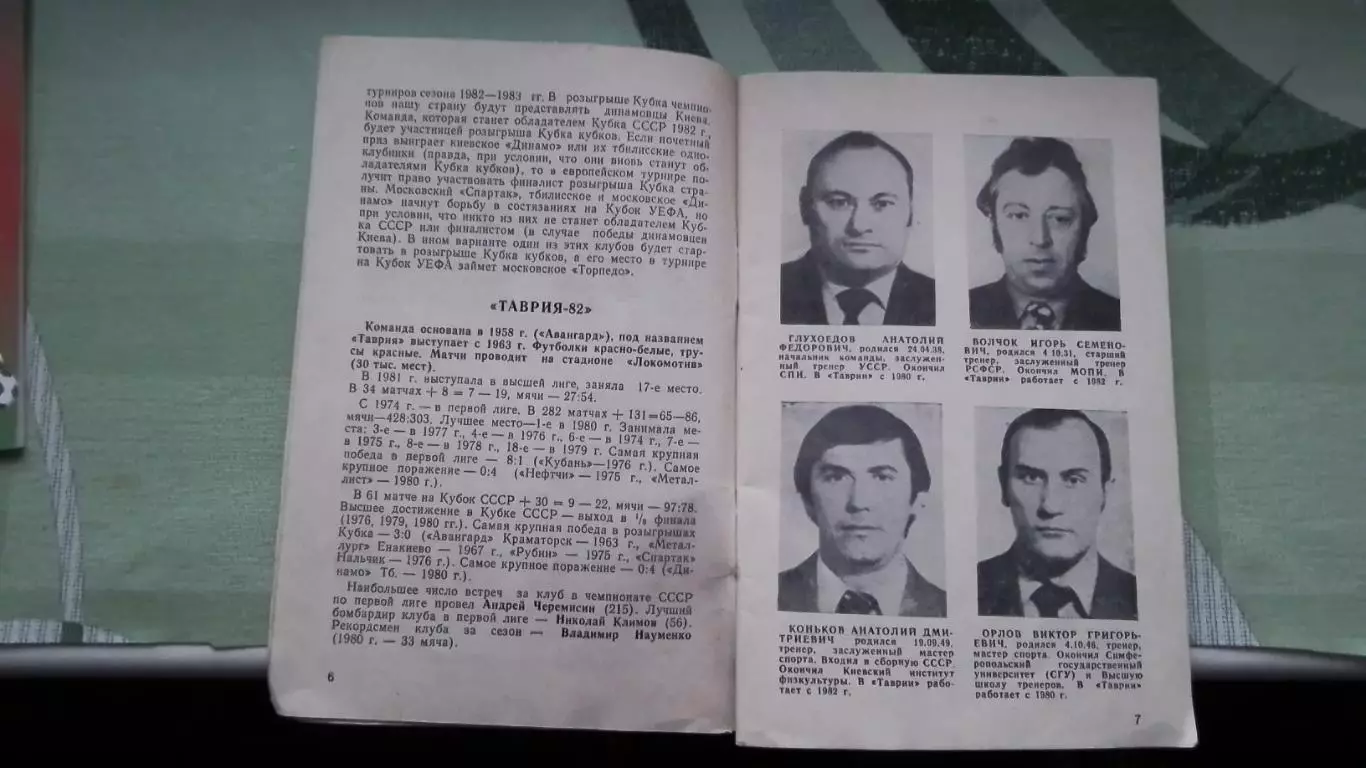 турниров сезона 1982—1983 гг. В розыгрыше Кубка чемпио-
нов нашу страну будут представлять динамовцы Киева.
Команда, которая станет обладателем Кубка СССР 1982 г.,
будет участницей розыгрыша Кубка кубков. Если почетный
приз выиграет киевское «Динамо» или их тбилисские одно-
клубники (правда, при условии, что они вновь станут об-
ладателями Кубка кубков), то в европейском турнире по-
лучит право участвовать финалист розыгрыша Кубка стра-
ны. Московский «Спартак», тбилисское и московское «Ди-
намо» начнут борьбу в состязаниях на Кубок УЕФА, но
при условии, что никто из них не станет обладателем Куб-
ка СССР или финалистом (в случае победы динамовцев
Киева). В ином варианте один из этих клубов будет стар-
товать в розыгрыше Кубка кубков, а его место в турнире
на Кубок УЕФА займет московское «Торпедо».
«ТАВРИЯ-82»
Команда основана в 1958 г. («Авангард»), под названием
«Таврия» выступает с 1963 г. Футболки красно-белые, тру-
сы красные. Матчи проводит на стадионе «Локомотив»
(30 тыс. мест).
В 1981 г. выступала в высшей лиге, заняла 17-е место.
В 34 матчах + 8 = 7 — 19, мячи — 27:54.
С 1974 г. — в первой лиге. В 282 матчах + 131=65—86,
мячи—428:303. Лучшее место—1-е в 1980 г. Занимала ме-
ста: 3-е — в 1977 г., 4-е — в 1976 г., 6-е — в 1974 г., 7-е —
в 1975 г., 8-е — в 1978 г., 18-е — в 1979 г. Самая крупная
победа в первой лиге — 8:1 («Кубань»—1976 г.). Самое
крупное поражение — 0:4 («Нефтчи» — 1975 г., «Метал-
лист» — 1980 г.).
В 61 матче на Кубок СССР + 30 = 9 — 22, мячи — 97:78.
Высшее достижение в Кубке СССР — выход в финала
(1976, 1979, 1980 гг.). Самая крупная победа в розыгрышах
Кубка — 3:0 («Авангард» Краматорск — 1963 г., «Метал-
лург» Енакиево — 1967 г., «Рубин» — 1975 г., «Спартак»
Нальчик — 1976 г.). Самое крупное поражение — 0:4 («Ди-
намо» Тб. — 1980 г.).
Наибольшее число встреч за клуб в чемпионате СССР
по первой лиге провел Андрей Черемисин (215). Лучший
бомбардир клуба в первой лиге — Николай Климов (56).
Рекордсмен клуба за сезон — Владимир Науменко
(1980 г. — 33 мяча).
6
ГЛУХОЕДОВ АНАТОЛИЙ
ФЕДОРОВИЧ, родился 24.04.38,
начальник команды, заслужен-
ный тренер УССР. Окончил
СПИ. В «Таврии» с 1980 г.
ВОЛЧОК ИГОРЬ СЕМЕНО-
ВИЧ, родился 4.10.31, старший
тренер, заслуженный тренер
РСФСР. Окончил МОПИ. В
«Таврии» работает с 1982 г.
КОНЬКОВ АНАТОЛИЙ ДМИ-
ТРИЕВИЧ родился 19.09.49,
тренер, заслуженный мастер
спорта. Входил в сборную СССР.
Окончил Киевский институт
физкультуры. В «Таврии» рабо-
тает с 1982 г.
ОРЛОВ ВИКТОР ГРИГОРЬ-
ЕВИЧ, родился 4.10.46, тренер,
мастер спорта. Окончил Симфе-
ропольский государственный
университет (СГУ) и Высшую
школу тренеров. В «Таврии»
работает с 1980 г.
7